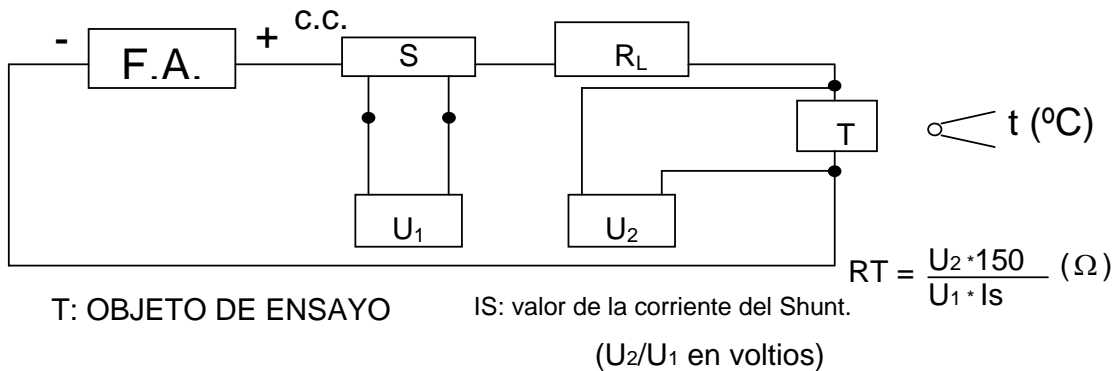 - F.A. + c.c.
S
RL
U1
U2
T
t (ºC)
RT = U2 * 150 / U1 * Is (Ω)
T: OBJETO DE ENSAYO
IS: valor de la corriente del Shunt.
(U2/U1 en voltios)